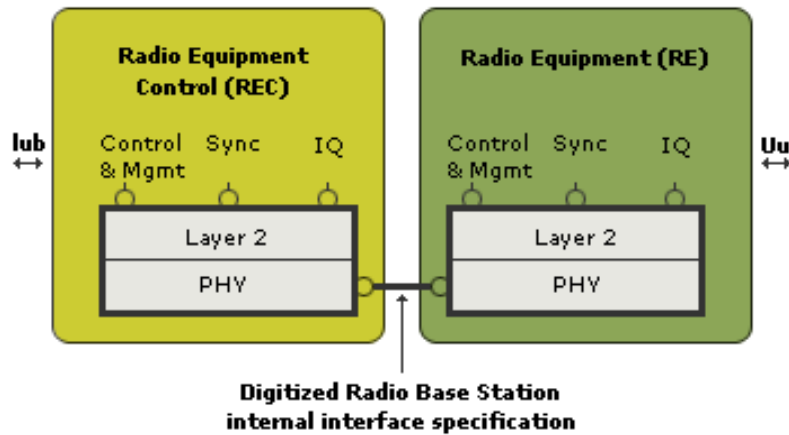 Radio Equipment
Control (REC)
Radio Equipment (RE)
Iub
Uu
Control
& Mgmt
Sync
IQ
Control
& Mgmt
Sync
IQ
Layer 2
PHY
Layer 2
PHY
Digitized Radio Base Station
internal interface specification